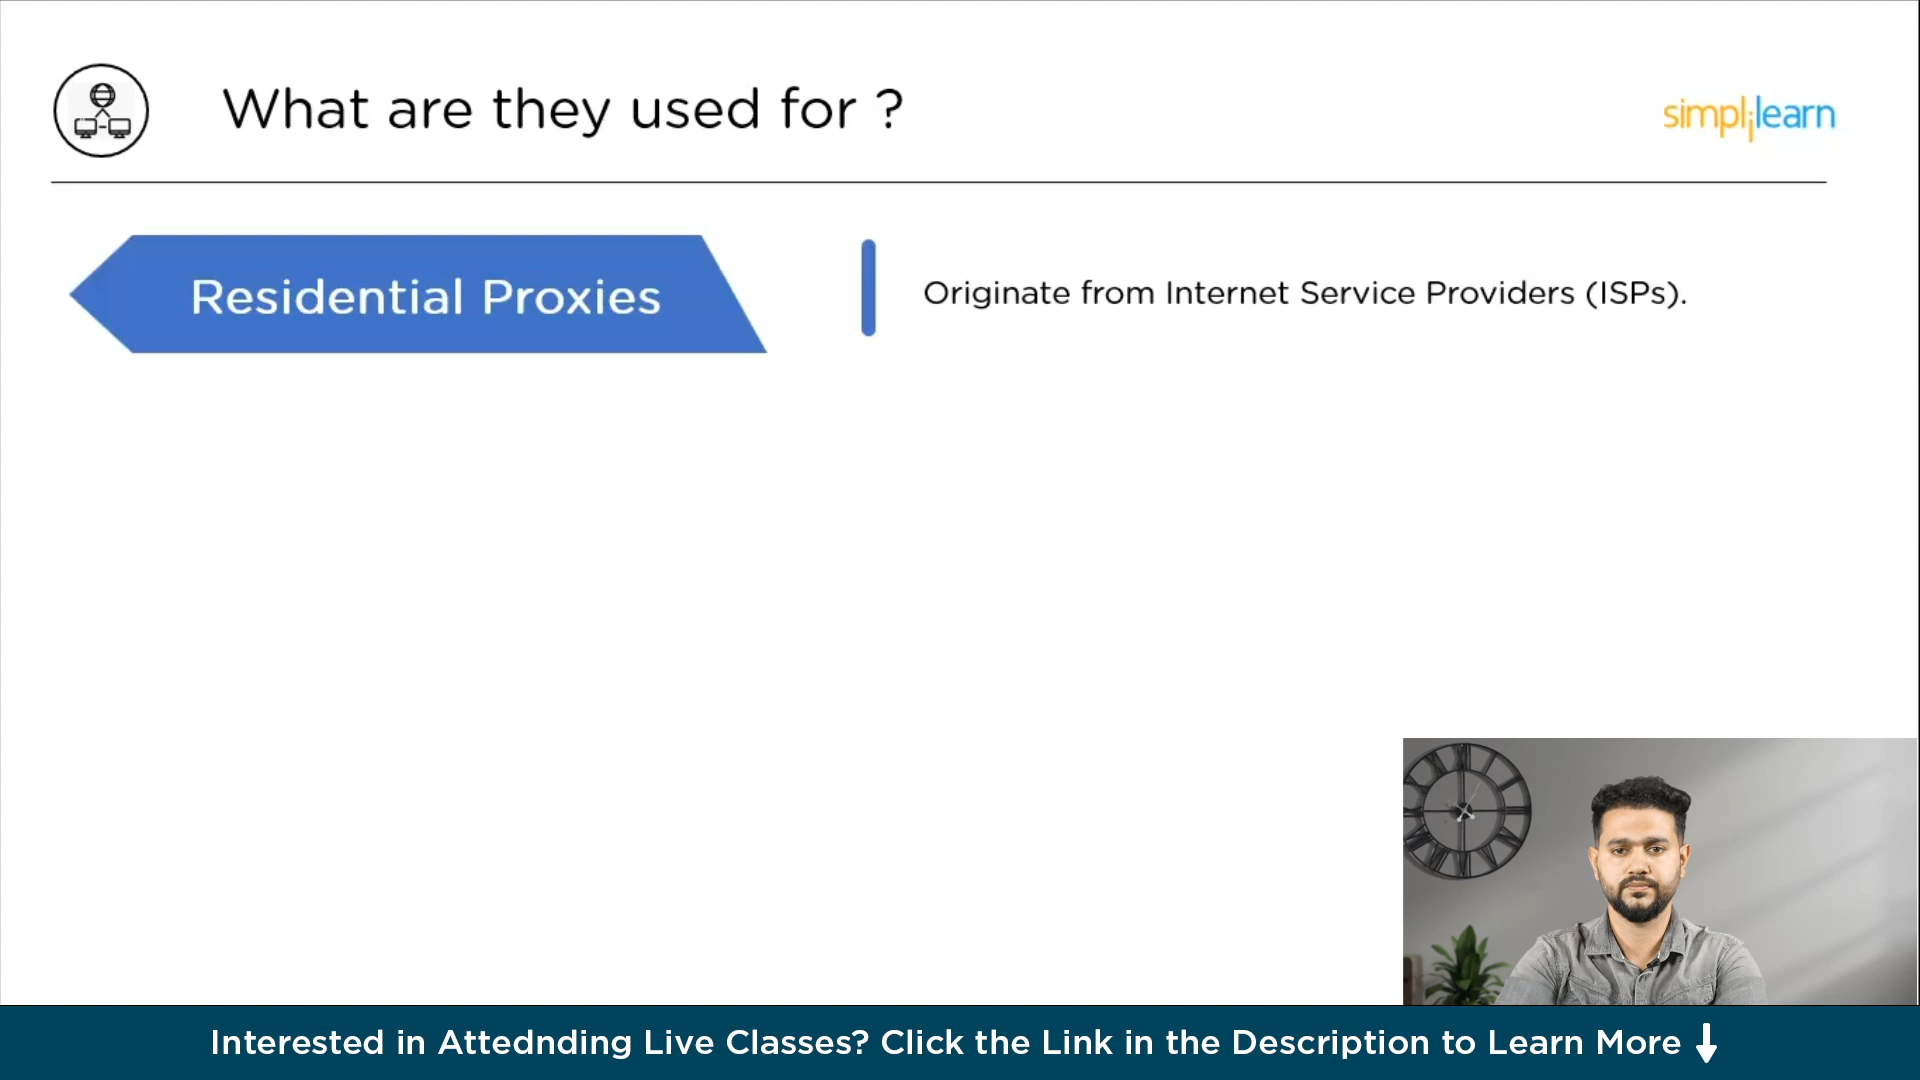 What are they used for ?
simplilearn
Residential Proxies
Originate from Internet Service Providers (ISPs).
Interested in Attednding Live Classes? Click the Link in the Description to Learn More